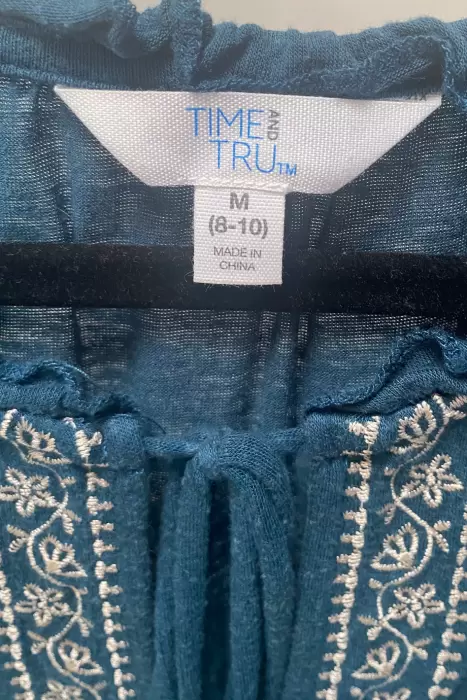 TIME AND
TRU™
M
(8-10)
MADE IN
CHINA